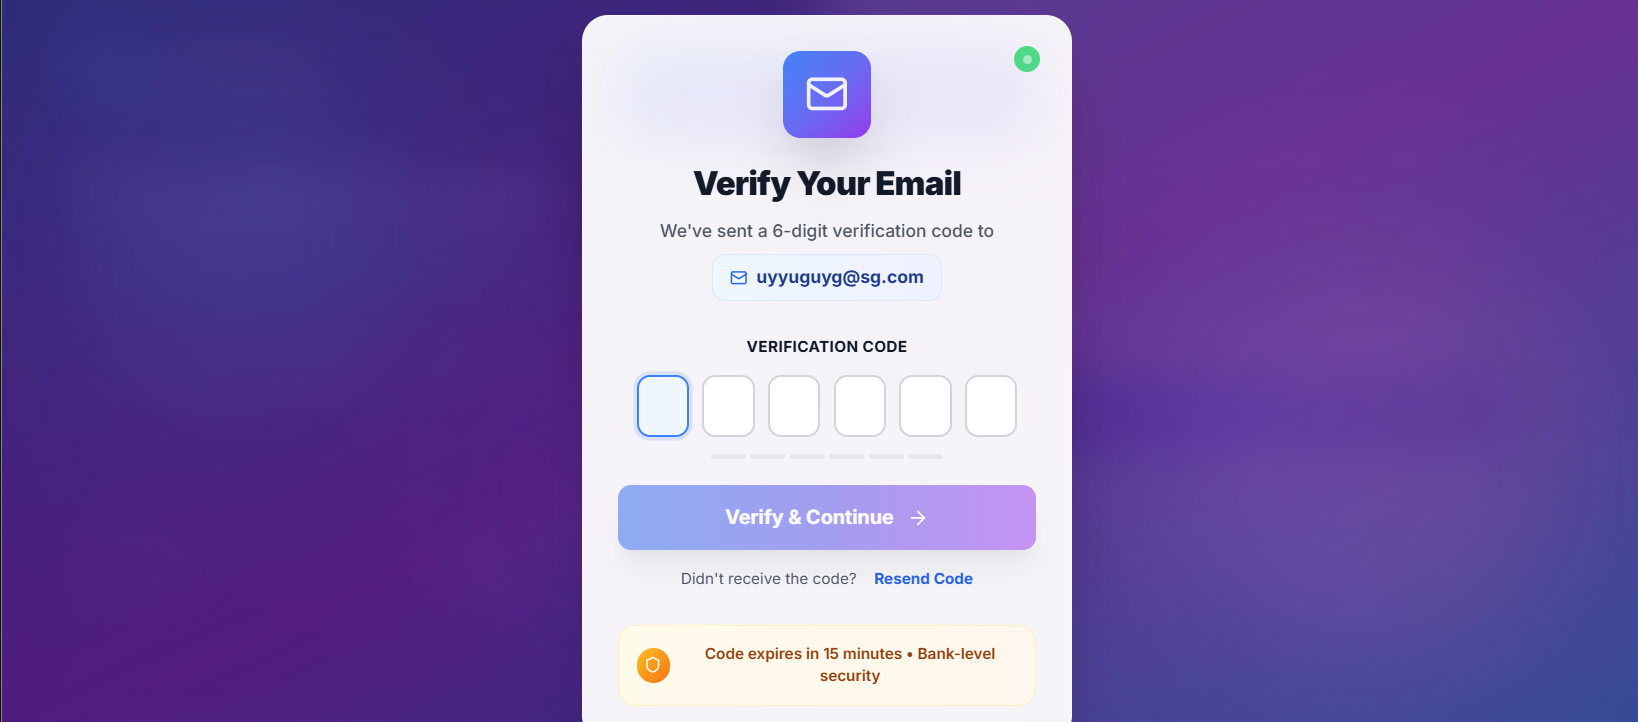 Verify Your Email
We've sent a 6-digit verification code to
uyyuguyg@sg.com
VERIFICATION CODE
Verify & Continue
Didn't receive the code? Resend Code
Code expires in 15 minutes • Bank-level
security